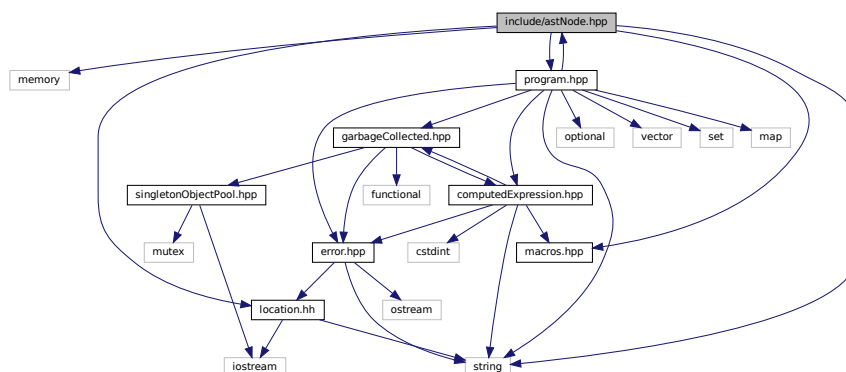 include/astNode.hpp
memory
program.hpp
garbageCollected.hpp
optional
vector
set
map
singletonObjectPool.hpp
functional
computedExpression.hpp
mutex
error.hpp
cstdint
macros.hpp
location.hh
ostream
iostream
string